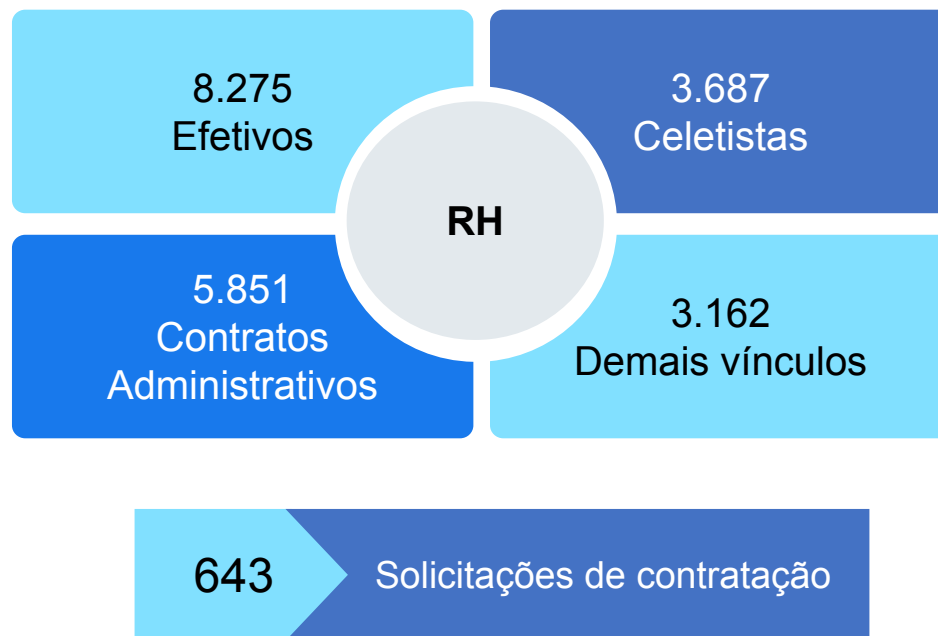 8.275
Efetivos
3.687
Celetistas
RH
5.851
Contratos
Administrativos
3.162
Demais vínculos
643
Solicitações de contratação